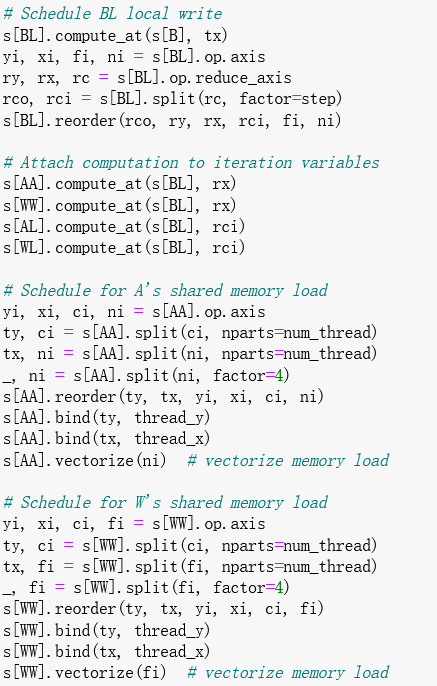 # Schedule BL local write
s[BL].compute_at(s[B], tx)
yi, xi, fi, ni = s[BL].op.axis
ry, rx, rc = s[BL].op.reduce_axis
rco, rci = s[BL].split(rc, factor=step)
s[BL].reorder(rco, ry, rx, rci, fi, ni)

# Attach computation to iteration variables
s[AA].compute_at(s[BL], rx)
s[WW].compute_at(s[BL], rx)
s[AL].compute_at(s[BL], rci)
s[WL].compute_at(s[BL], rci)

# Schedule for A's shared memory load
yi, xi, ci, ni = s[AA].op.axis
ty, ci = s[AA].split(ci, nparts=num_thread)
tx, ni = s[AA].split(ni, nparts=num_thread)
_, ni = s[AA].split(ni, factor=4)
s[AA].reorder(ty, tx, yi, xi, ci, ni)
s[AA].bind(ty, thread_y)
s[AA].bind(tx, thread_x)
s[AA].vectorize(ni)  # vectorize memory load

# Schedule for W's shared memory load
yi, xi, ci, fi = s[WW].op.axis
ty, ci = s[WW].split(ci, nparts=num_thread)
tx, fi = s[WW].split(fi, nparts=num_thread)
_, fi = s[WW].split(fi, factor=4)
s[WW].reorder(ty, tx, yi, xi, ci, fi)
s[WW].bind(ty, thread_y)
s[WW].bind(tx, thread_x)
s[WW].vectorize(fi)  # vectorize memory load